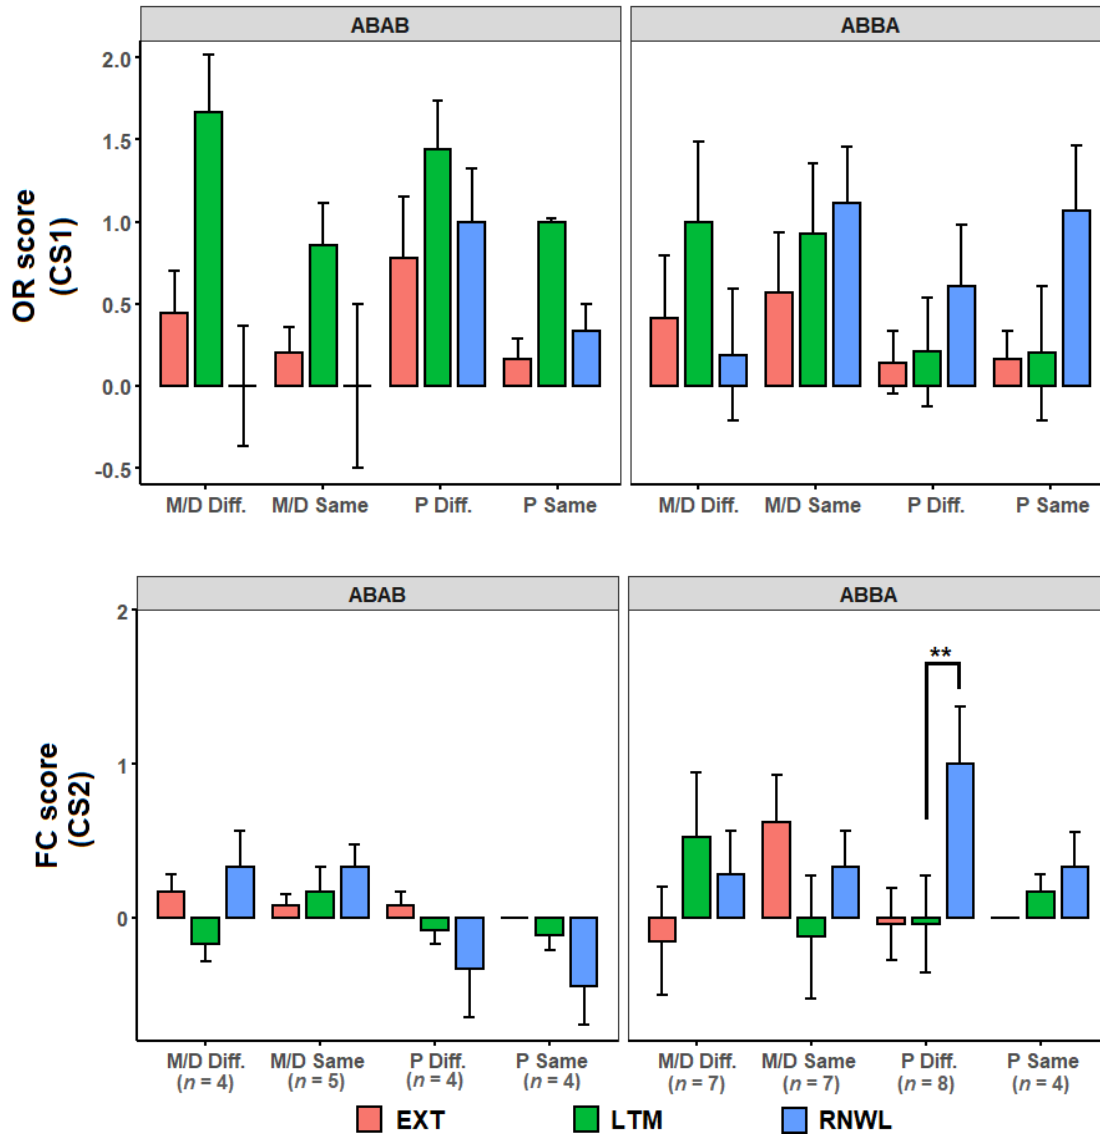 ABAB
ABBA
OR score
(CS1)
2.0
1.5
1.0
0.5
0.0
-0.5
M/D Diff.
M/D Same
P Diff.
P Same
M/D Diff.
M/D Same
P Diff.
P Same
ABAB
ABBA
FC score
(CS2)
2
1
0
**
M/D Diff.
(n = 4)
M/D Same
(n = 5)
P Diff.
(n = 4)
P Same
(n = 4)
M/D Diff.
(n = 7)
M/D Same
(n = 7)
P Diff.
(n = 8)
P Same
(n = 4)
EXT
LTM
RNWL